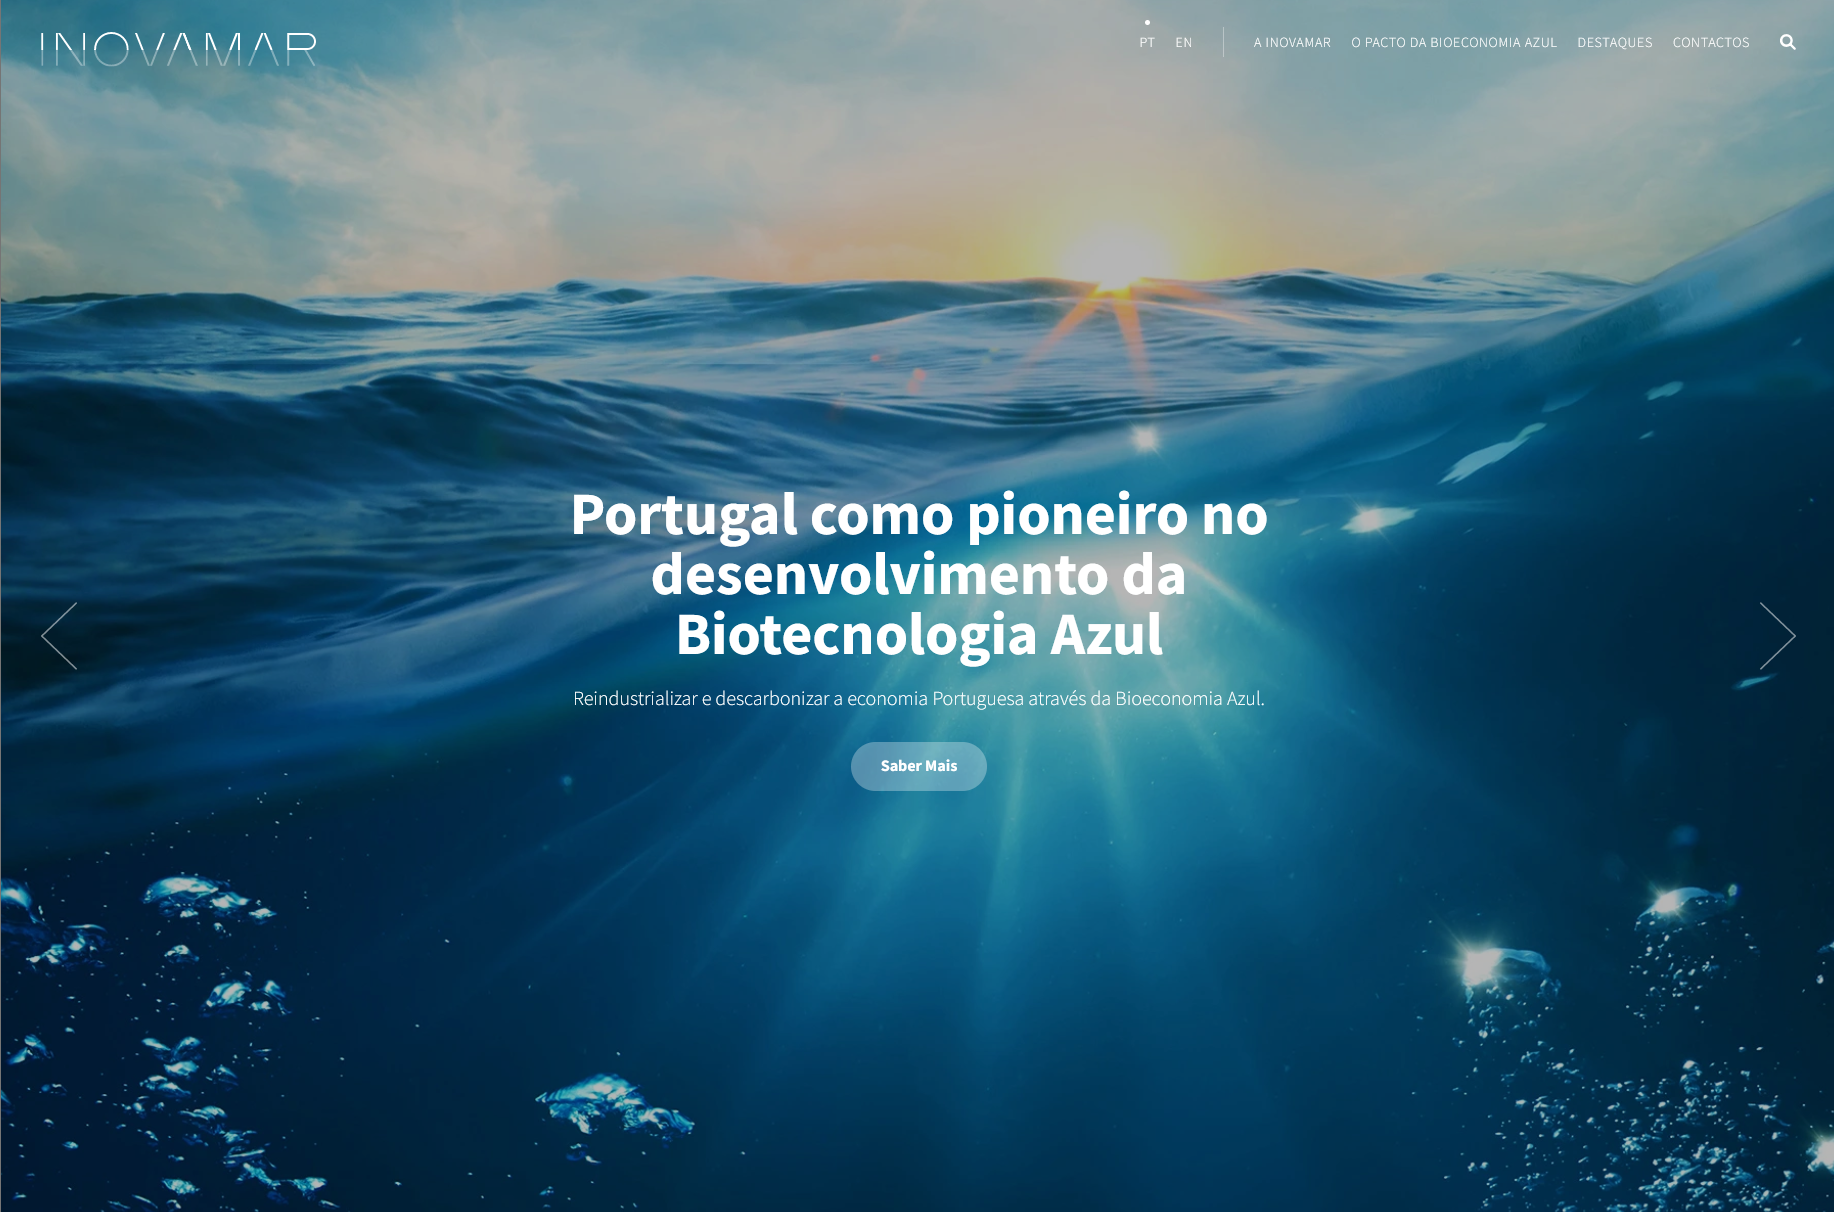 INOVAMAR
PT EN A INOVAMAR O PACTO DA BIOECONOMIA AZUL DESTAQUES CONTACTOS
Portugal como pioneiro no
desenvolvimento da
Biotecnologia Azul
Reindustrializar e descarbonizar a economia Portuguesa através da Bioeconomia Azul.
Saber Mais